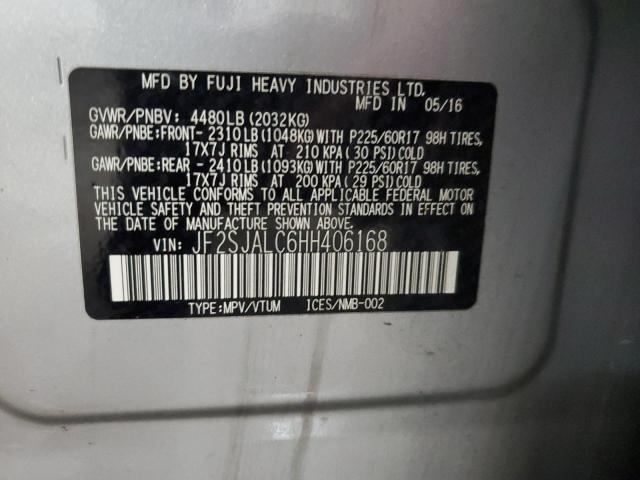 MFD BY FUJI HEAVY INDUSTRIES LTD.
MFD IN 05/16
GVWR/PNBV: 4480LB (2032KG)
GAWR/PNBE:FRONT- 2310LB(1048KG)WITH P225/60R17 98H TIRES,
17X7J RIMS AT 210 KPA(30 PSI)COLD
GAWR/PNBE:REAR - 2410LB(1093KG)WITH P225/60R17 98H TIRES,
17X7J RIMS AT 200 KPA(29 PSI)COLD
THIS VEHICLE CONFORMS TO ALL APPLICABLE FEDERAL MOTOR
VEHICLE SAFETY AND THEFT PREVENTION STANDARDS IN EFFECT ON
THE DATE OF MANUFACTURE SHOWN ABOVE.
VIN: JF2SJALC6HH406168
TYPE:MPV/VTUM ICES/NMB-002